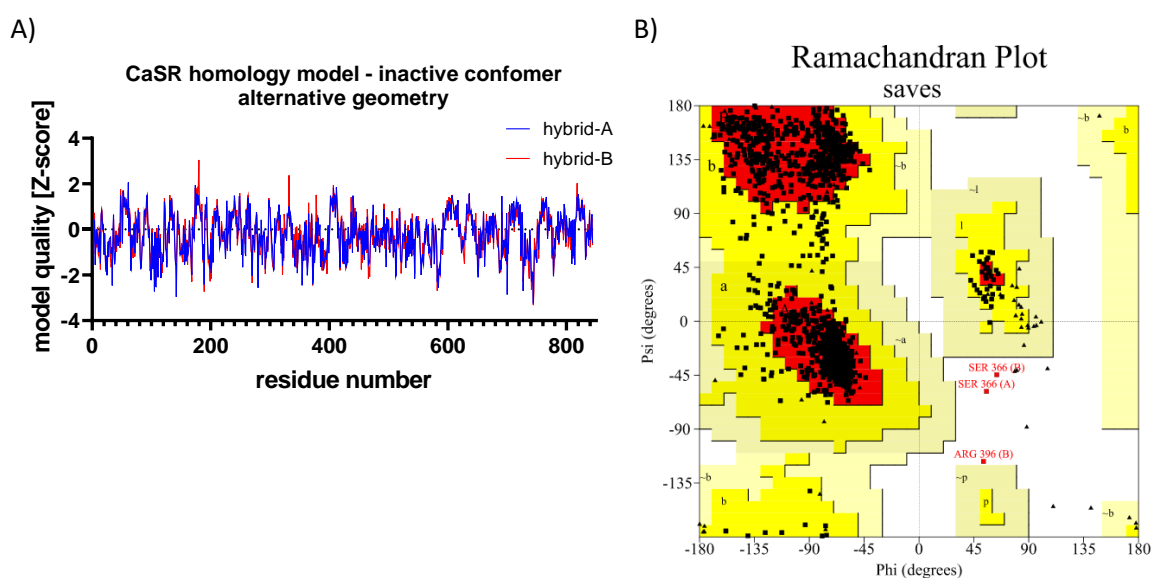 A)
CaSR homology model - inactive confomer
alternative geometry
hybrid-A
hybrid-B
model quality [Z-score]
4
2
0
-2
-4
0
200
400
600
800
residue number
B)
Ramachandran Plot
saves
Psi (degrees)
180
135
90
45
0
-45
-90
-135
b
~b
~b
b
~l
l
a
~a
SER 366 (B)
SER 366 (A)
ARG 396 (B)
~b
b
~p
p
~b
-180
-135
-90
-45
0
45
90
135
180
Phi (degrees)